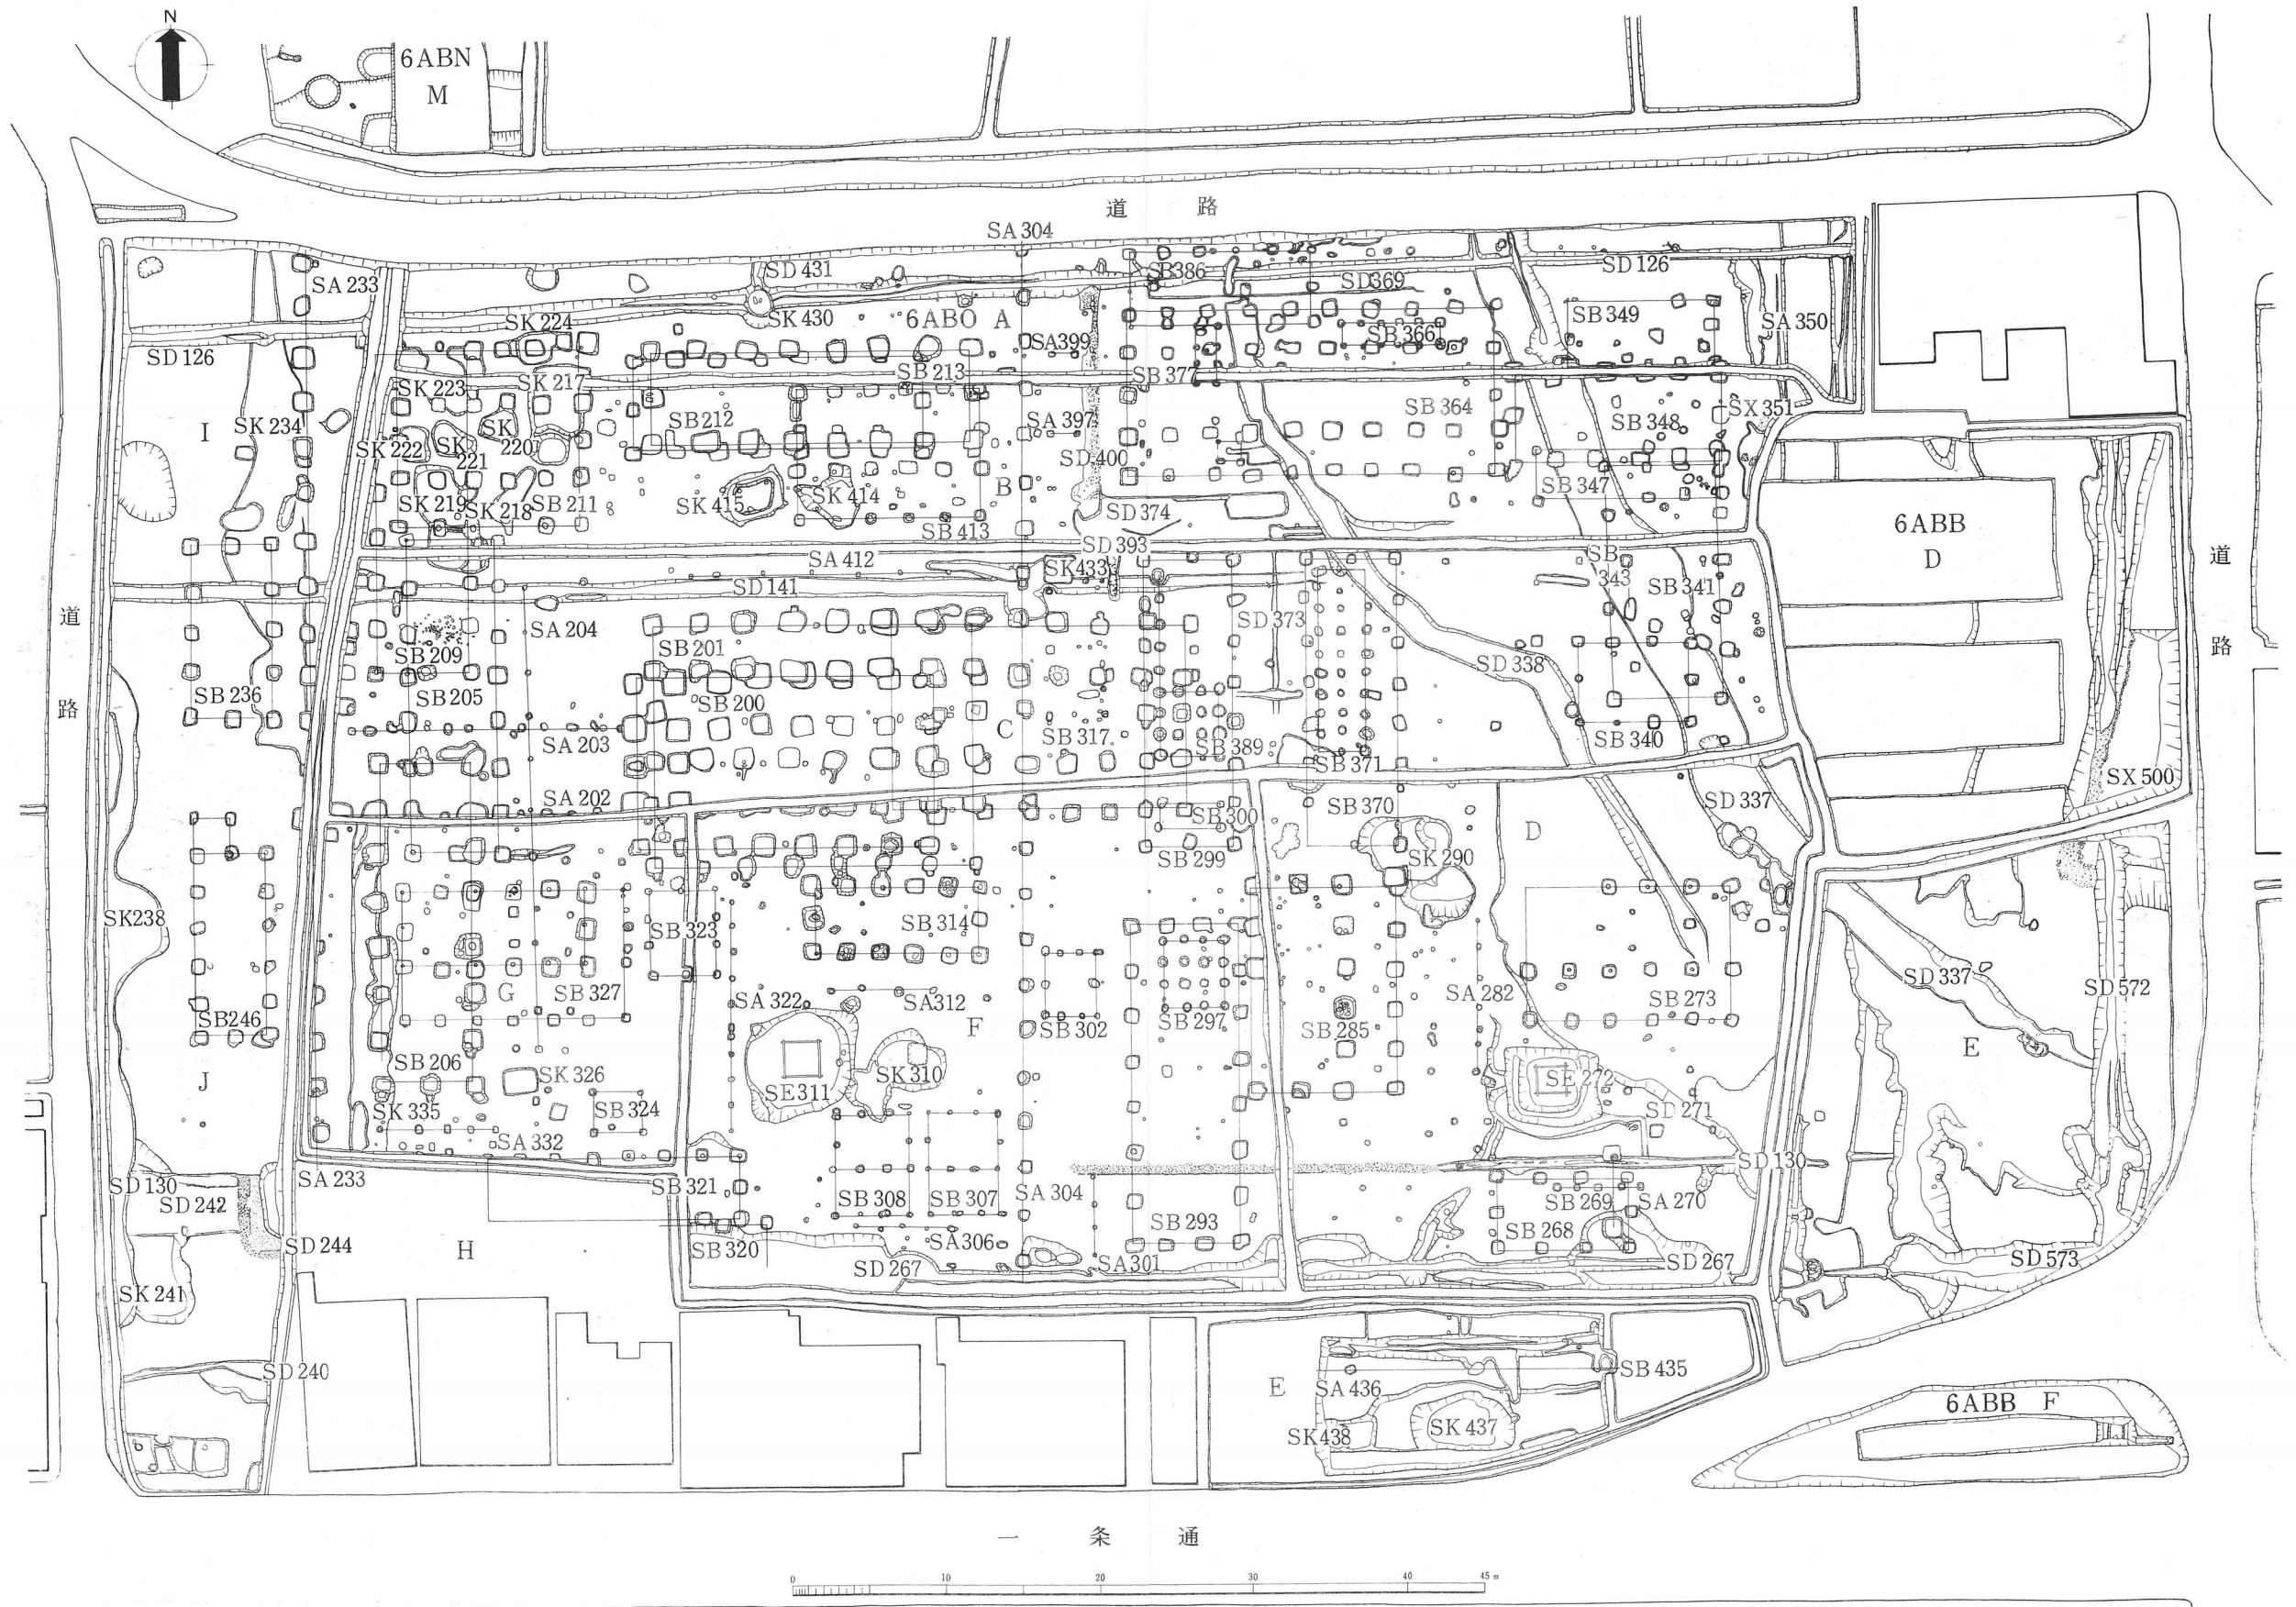 N
6ABN
M
道 路
SA 304
SA 233
SD 431
SB 386
SD 126
SD 369
SK 224
SK 430
6ABO A
SB 349
SD 126
SA 399
SB 366
SA 350
SK 223
SK 217
SB 213
SB 377
SB 364
I
SK 234
SB 212
SA 397
SB 348
SX 351
SK 222
SK 221
SK 220
SD 400
SK 219
SK 218
SB 211
SK 415
SK 414
B
SB 347
SB 413
SD 374
6ABB
D
SD 393
SA 412
SK 433
SB 343
SB 341
SD 141
道 路
道 路
SA 204
SD 373
SB 209
SB 201
SD 338
SB 236
SB 205
SB 200
C
SA 203
SB 317
SB 389
SB 340
SB 371
SX 500
SA 202
SB 300
SB 370
SD 337
D
SB 299
SK 290
SK 238
SB 323
SB 314
G
SB 327
SA 322
SA 312
SA 282
SB 273
SD 337
SD 572
SB 246
F
SB 302
SB 297
SB 285
E
J
SB 206
SK 326
SE 311
SK 310
SE 272
SK 335
SB 324
SD 271
SA 332
SD 130
SA 233
SD 130
SD 242
SB 321
SB 308
SB 307
SA 304
SB 269
SA 270
SB 293
SB 268
SD 244
H
SB 320
SA 306
SD 267
SA 301
SD 267
SD 573
SK 241
SD 240
E
SA 436
SB 435
SK 438
SK 437
6ABB F
一 条 通
0 10 20 30 40 45 m